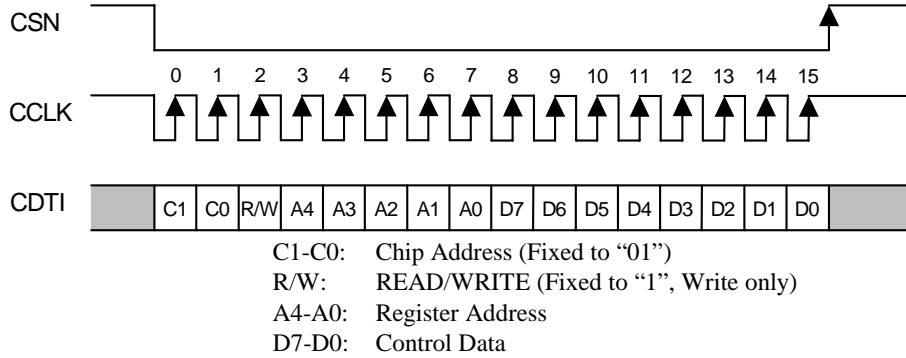 CSN
0 1 2 3 4 5 6 7 8 9 10 11 12 13 14 15
CCLK
CDTI C1 C0 R/W A4 A3 A2 A1 A0 D7 D6 D5 D4 D3 D2 D1 D0
C1-C0: Chip Address (Fixed to “01”)
R/W: READ/WRITE (Fixed to “1”, Write only)
A4-A0: Register Address
D7-D0: Control Data